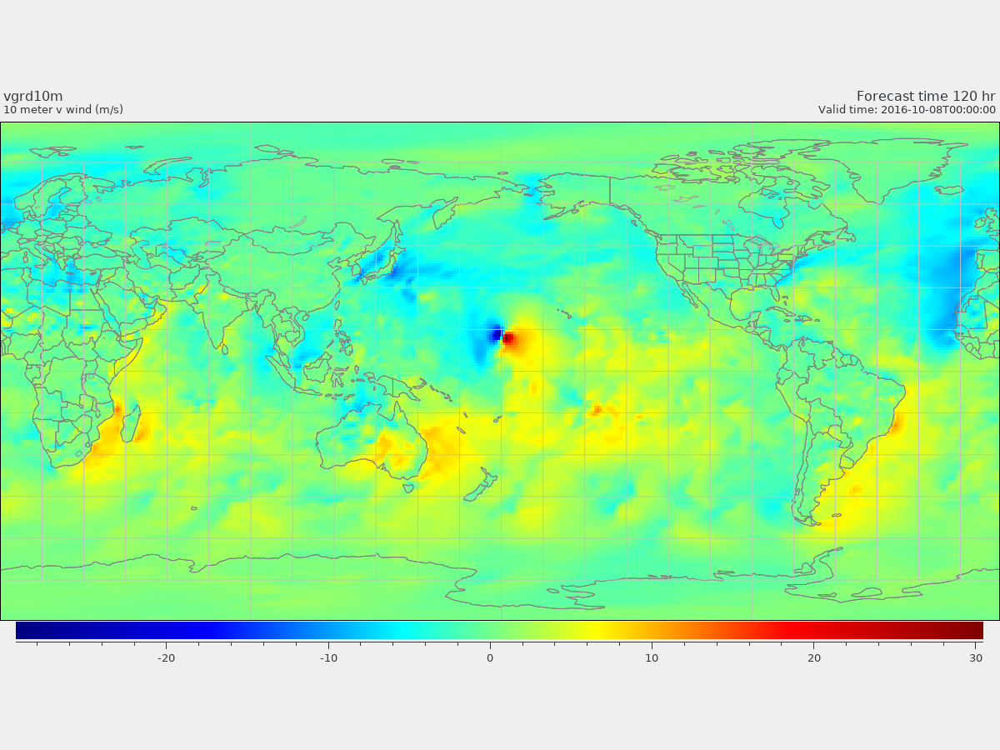 vgrd10m
Forecast time 120 hr
10 meter v wind (m/s)
Valid time: 2016-10-08T00:00:00
-20 -10 0 10 20 30